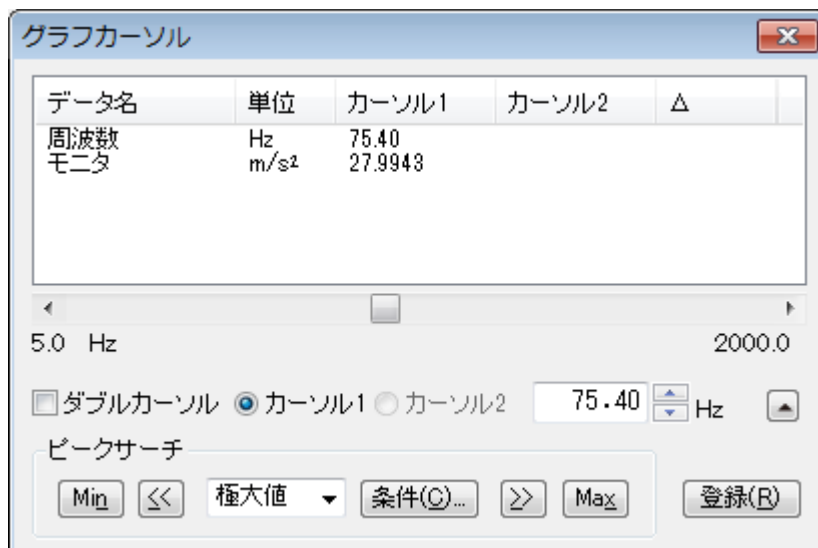 グラフカーソル
データ名 単位 カーソル1 カーソル2 Δ
周波数 Hz 75.40
モニタ m/s² 27.9943
5.0 Hz 2000.0
ダブルカーソル カーソル1 カーソル2 75.40 Hz
ピークサーチ
Min << 極大値 条件(C)... >> Max 登録(R)